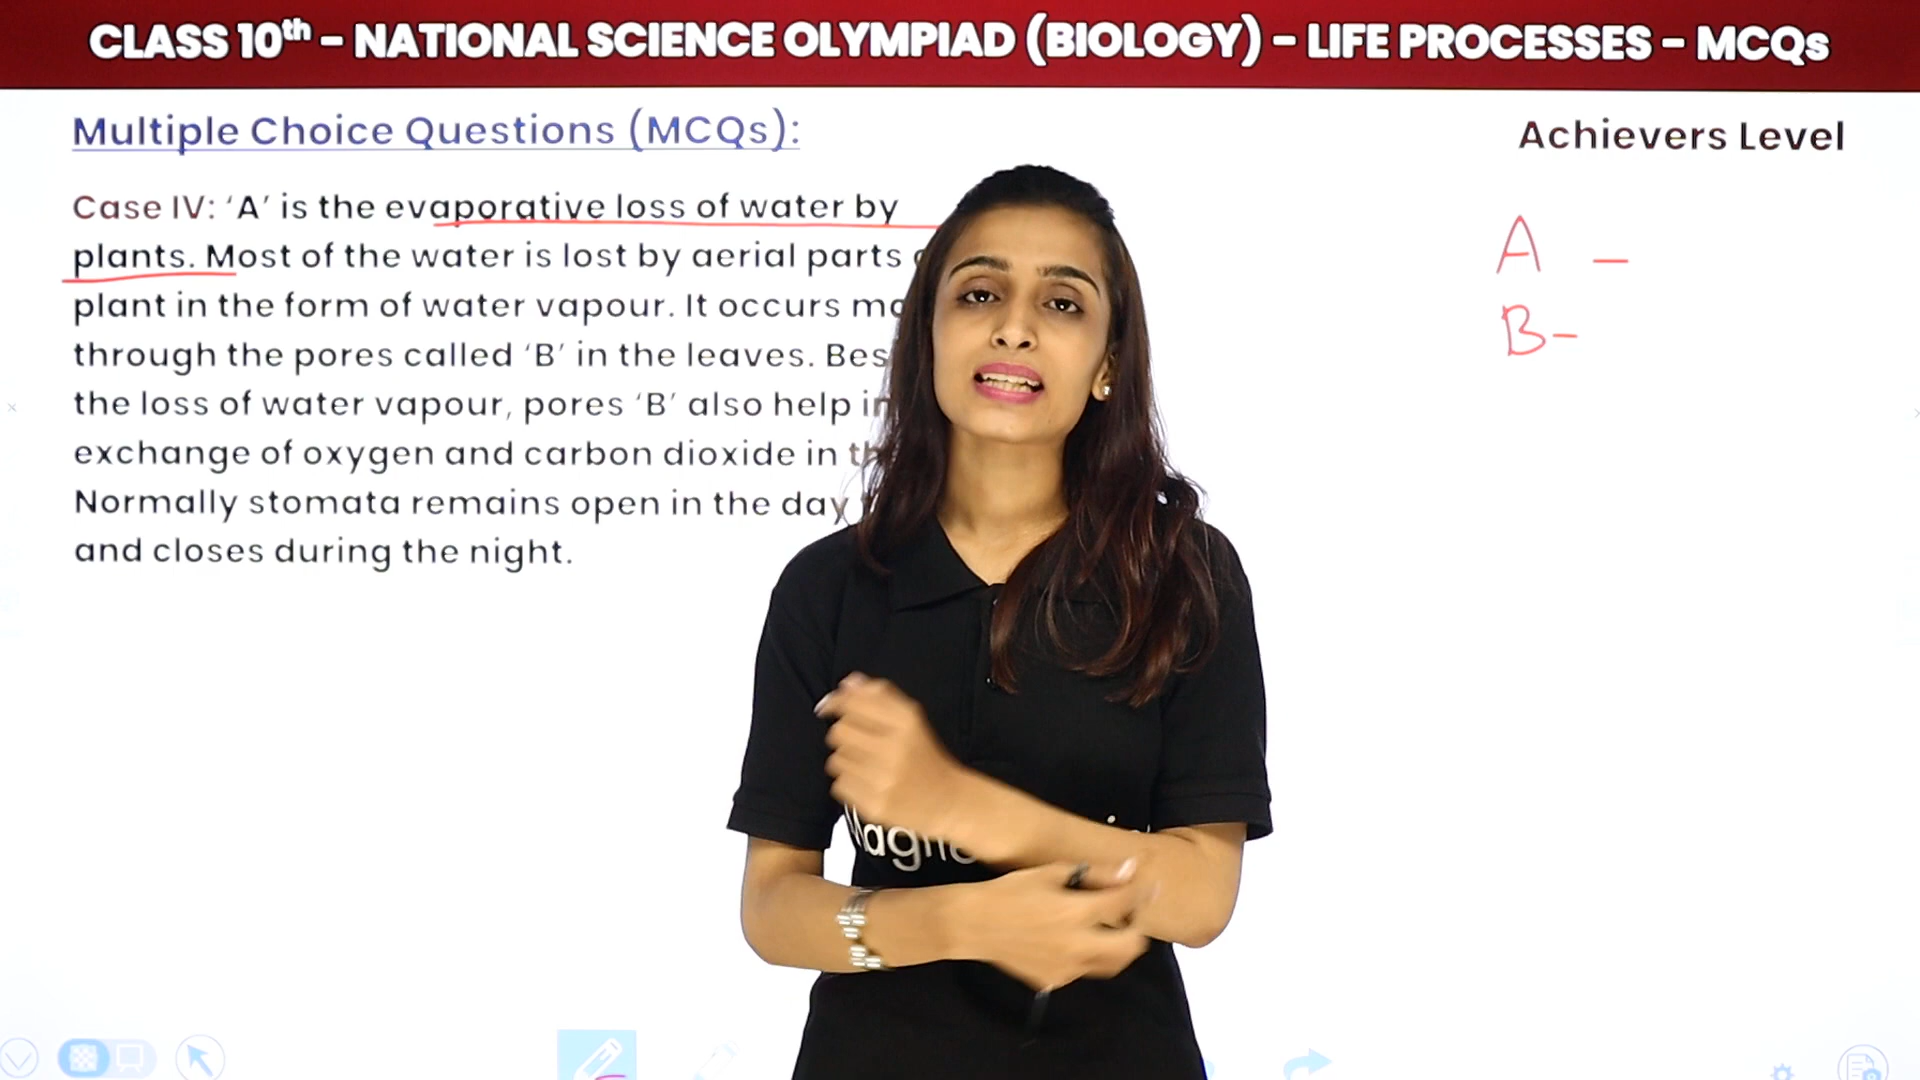 CLASS 10th - NATIONAL SCIENCE OLYMPIAD (BIOLOGY) - LIFE PROCESSES - MCQs
Multiple Choice Questions (MCQs):
Achievers Level
Case IV: ‘A’ is the evaporative loss of water by
plants. Most of the water is lost by aerial parts
plant in the form of water vapour. It occurs
through the pores called ‘B’ in the leaves.
the loss of water vapour, pores ‘B’ also help in
exchange of oxygen and carbon dioxide in
Normally stomata remains open in the day
and closes during the night.
A –
B-